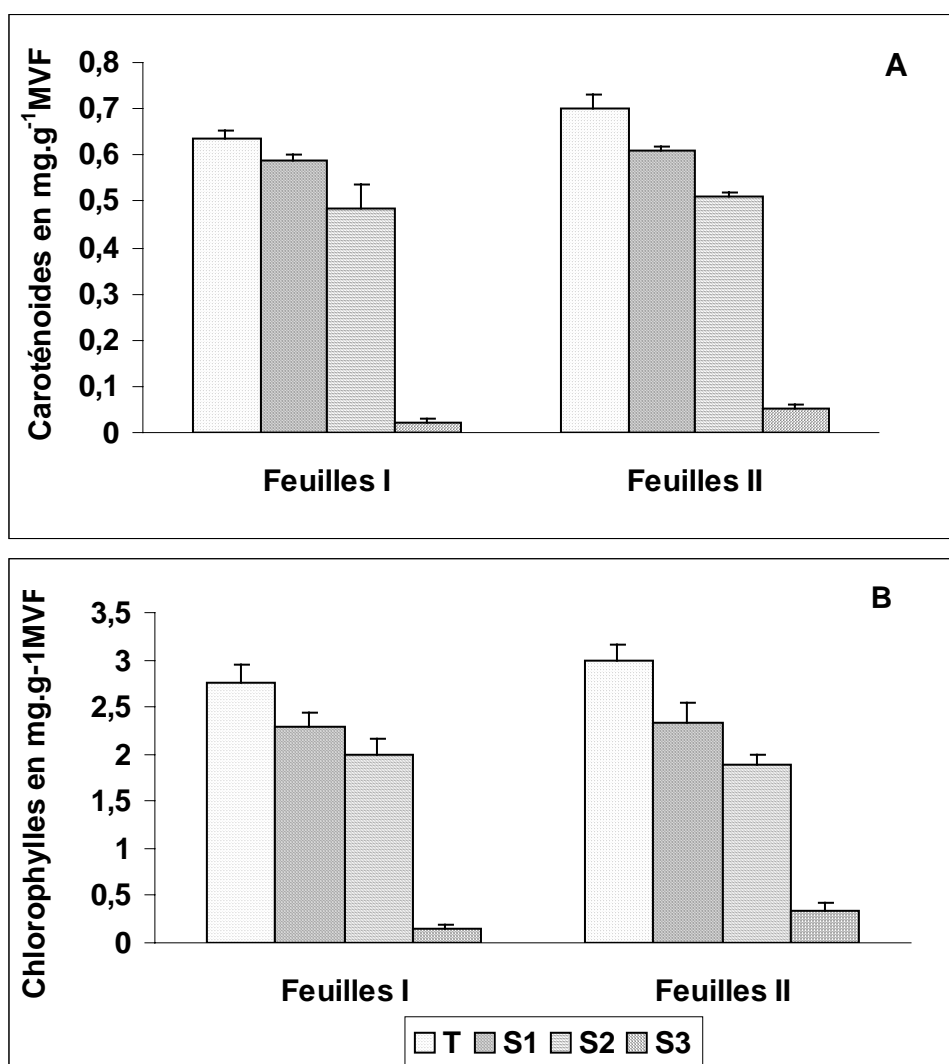 A
Caroténoides en mg.g-1MVF
0,8
0,7
0,6
0,5
0,4
0,3
0,2
0,1
0
Feuilles I Feuilles II
B
Chlorophylles en mg.g-1MVF
3,5
3
2,5
2
1,5
1
0,5
0
Feuilles I Feuilles II
T S1 S2 S3